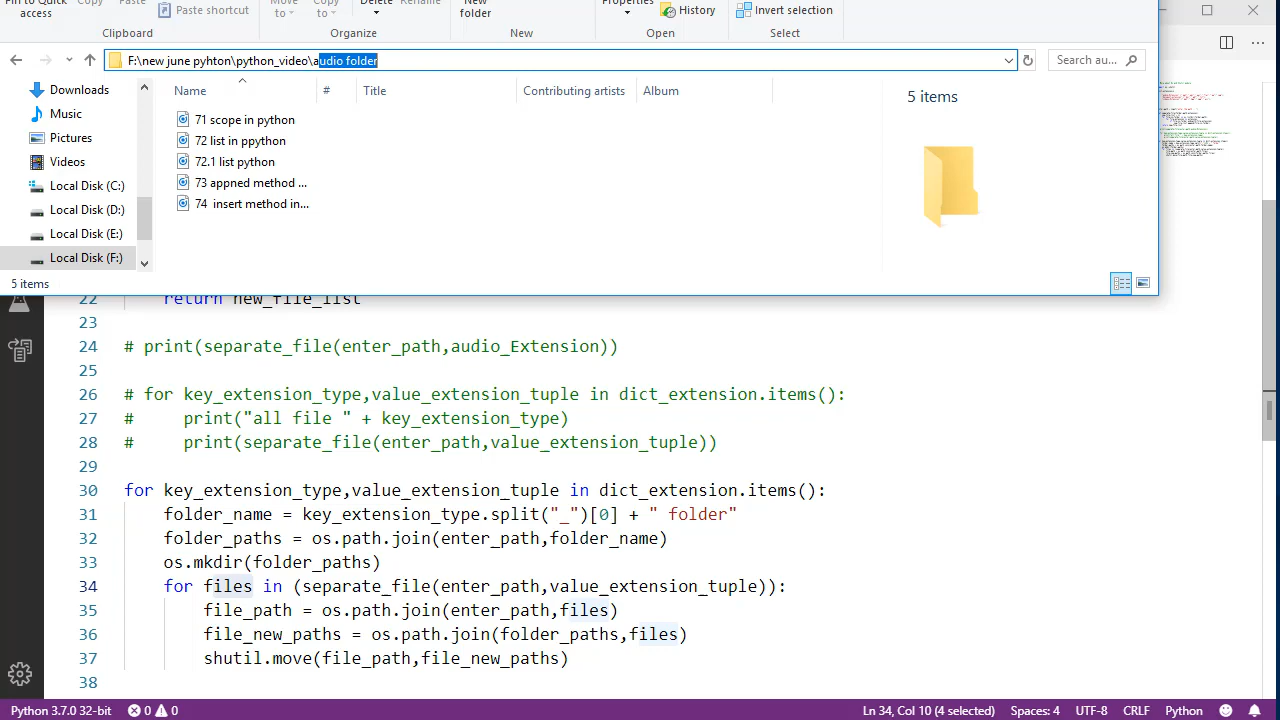 Pin to Quick Copy Paste Move Copy Delete Rename New Properties
access Paste shortcut to to folder History Invert selection
Clipboard Organize New Open Select
F:\new june pyhton\python_video\audio folder
Search au...
Downloads
Music
Pictures
Videos
Local Disk (C:)
Local Disk (D:)
Local Disk (E:)
Local Disk (F:)
Name # Title Contributing artists Album
71 scope in python
72 list in ppython
72.1 list python
73 appned method ...
74 insert method in...
5 items
5 items
22 return new_file_list
23
24 # print(separate_file(enter_path,audio_Extension))
25
26 # for key_extension_type,value_extension_tuple in dict_extension.items():
27 # print("all file " + key_extension_type)
28 # print(separate_file(enter_path,value_extension_tuple))
29
30 for key_extension_type,value_extension_tuple in dict_extension.items():
31 folder_name = key_extension_type.split("_")[0] + " folder"
32 folder_paths = os.path.join(enter_path,folder_name)
33 os.mkdir(folder_paths)
34 for files in (separate_file(enter_path,value_extension_tuple)):
35 file_path = os.path.join(enter_path,files)
36 file_new_paths = os.path.join(folder_paths,files)
37 shutil.move(file_path,file_new_paths)
38
Python 3.7.0 32-bit 0 0 Ln 34, Col 10 (4 selected) Spaces: 4 UTF-8 CRLF Python